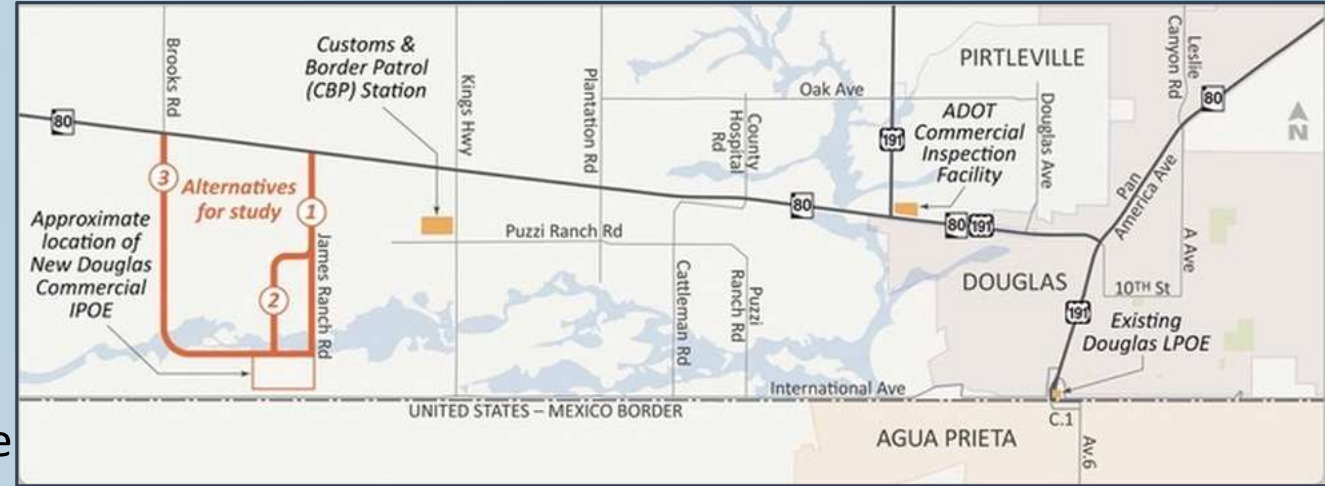 Brooks Rd
Customs &
Border Patrol
(CBP) Station
Kings Hwy
Plantation Rd
Oak Ave
County
Hospital
Rd
PIRTLEVILLE
191
ADOT
Commercial
Inspection
Facility
Douglas Ave
Leslie
Canyon Rd
80
N
80
3
Alternatives
for study
1
2
James Ranch Rd
Approximate
location of
New Douglas
Commercial
IPOE
Puzzi Ranch Rd
Cattleman Rd
Puzzi
Ranch Rd
80
80
191
Pan
America Ave
A Ave
DOUGLAS
10TH St
191
Existing
Douglas LPOE
International Ave
UNITED STATES – MEXICO BORDER
C.1
AGUA PRIETA
Av.6